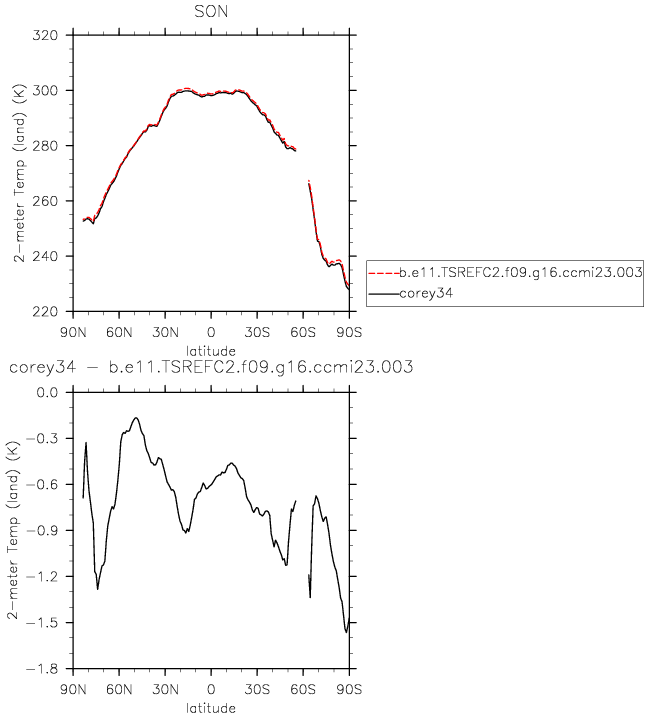 SON
320
300
280
260
240
220
2-meter Temp (land) (K)
90N 60N 30N 0 30S 60S 90S
latitude
b.e11.TSREFC2.f09.g16.ccmi23.003
corey34
corey34 - b.e11.TSREFC2.f09.g16.ccmi23.003
0.0
-0.3
-0.6
-0.9
-1.2
-1.5
-1.8
2-meter Temp (land) (K)
90N 60N 30N 0 30S 60S 90S
latitude